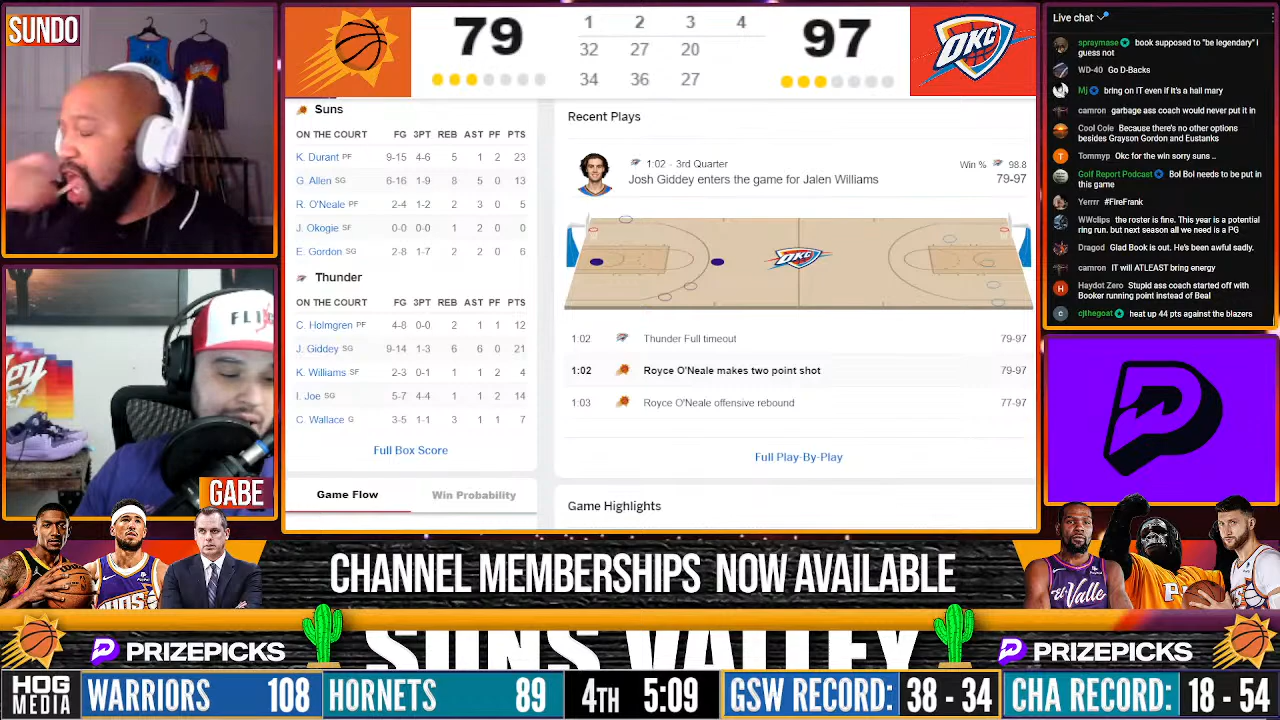 SUNDO
79
1 2 3 4
32 27 20
34 36 27
97
OKC
Suns
ON THE COURT FG 3PT REB AST PF PTS
K. Durant PF 9-15 4-6 5 1 2 23
G. Allen SG 6-16 1-9 8 5 0 13
R. O'Neale PF 2-4 1-2 2 3 0 5
J. Okogie SF 0-0 0-0 1 2 0 0
E. Gordon SG 2-8 1-7 2 2 0 6
Thunder
ON THE COURT FG 3PT REB AST PF PTS
C. Holmgren PF 4-8 0-0 2 1 1 12
J. Giddey SG 9-14 1-3 6 6 0 21
K. Williams SF 2-3 0-1 1 1 2 4
I. Joe SG 5-7 4-4 1 1 2 14
C. Wallace G 3-5 1-1 3 1 1 7
Full Box Score
Game Flow
Win Probability
Recent Plays
1:02 - 3rd Quarter
Josh Giddey enters the game for Jalen Williams
Win % 98.8
79-97
OKC
1:02 Thunder Full timeout 79-97
1:02 Royce O'Neale makes two point shot 79-97
1:03 Royce O'Neale offensive rebound 77-97
Full Play-By-Play
Game Highlights
Live chat
spraymase book supposed to "be legendary" I
guess not
WD-40 Go D-Backs
Mj bring on IT even if it's a hail mary
camron garbage ass coach would never put it in
Cool Cole Because there's no other options
besides Grayson Gordon and Eustanks
Tommyp Okc for the win sorry suns ..
Golf Report Podcast Bol Bol needs to be put in
this game
Yerrrr #FireFrank
WWclips the roster is fine. This year is a potential
ring run. but next season all we need is a PG
Dragod Glad Book is out. He's been awful sadly.
camron IT will ATLEAST bring energy
Haydot Zero Stupid ass coach started off with
Booker running point instead of Beal
cjthegoat heat up 44 pts against the blazers
GABE
CHANNEL MEMBERSHIPS NOW AVAILABLE
PRIZEPICKS
SUNS VALLEY
PRIZEPICKS
HOG
MEDIA
WARRIORS 108
HORNETS 89
4TH 5:09
GSW RECORD: 38 - 34
CHA RECORD: 18 - 54